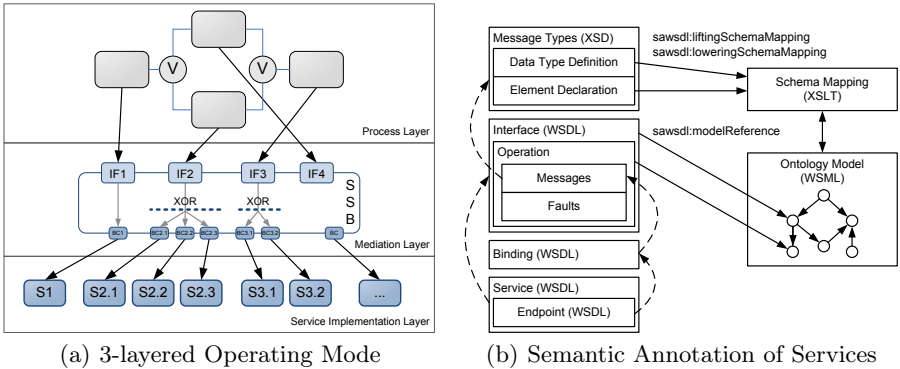 V
V
Process Layer
IF1
IF2
IF3
IF4
XOR
XOR
SSB
BC1
BC2.1
BC2.2
BC2.3
BC3.1
BC3.2
BC
Mediation Layer
S1
S2.1
S2.2
S2.3
S3.1
S3.2
...
Service Implementation Layer
(a) 3-layered Operating Mode
Message Types (XSD)
Data Type Definition
Element Declaration
sawsdl:liftingSchemaMapping
sawsdl:loweringSchemaMapping
Schema Mapping
(XSLT)
Interface (WSDL)
Operation
Messages
Faults
sawsdl:modelReference
Ontology Model
(WSML)
Binding (WSDL)
Service (WSDL)
Endpoint (WSDL)
(b) Semantic Annotation of Services